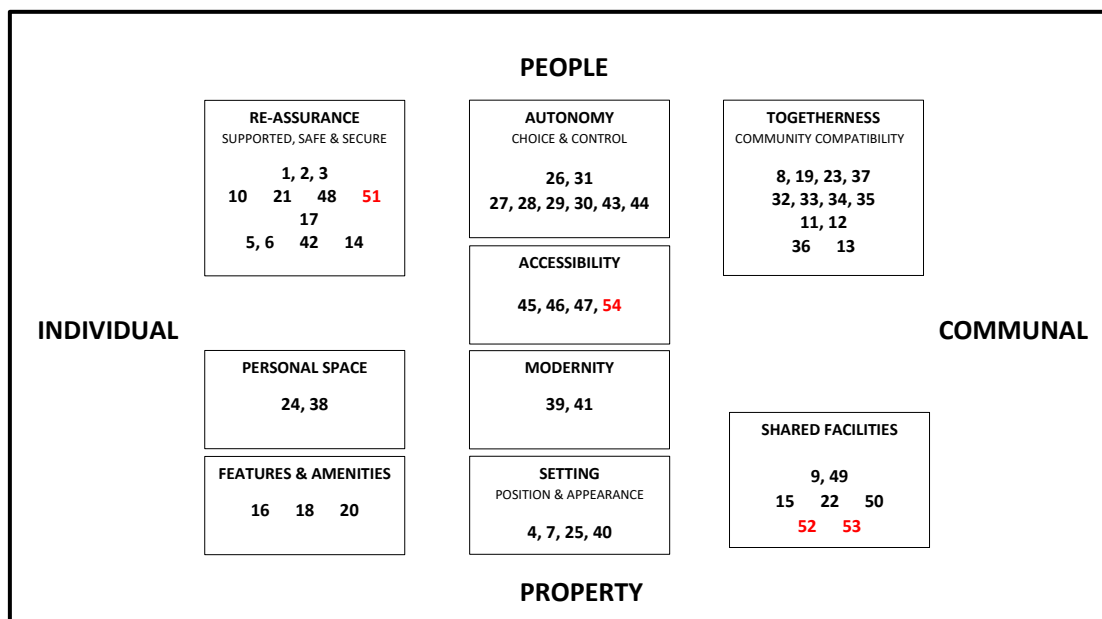 PEOPLE
RE-ASSURANCE
SUPPORTED, SAFE & SECURE
1, 2, 3
10 21 48 51
17
5, 6 42 14
AUTONOMY
CHOICE & CONTROL
26, 31
27, 28, 29, 30, 43, 44
TOGETHERNESS
COMMUNITY COMPATIBILITY
8, 19, 23, 37
32, 33, 34, 35
11, 12
36 13
ACCESSIBILITY
45, 46, 47, 54
INDIVIDUAL
COMMUNAL
PERSONAL SPACE
24, 38
MODERNITY
39, 41
SHARED FACILITIES
9, 49
15 22 50
52 53
FEATURES & AMENITIES
16 18 20
SETTING
POSITION & APPEARANCE
4, 7, 25, 40
PROPERTY